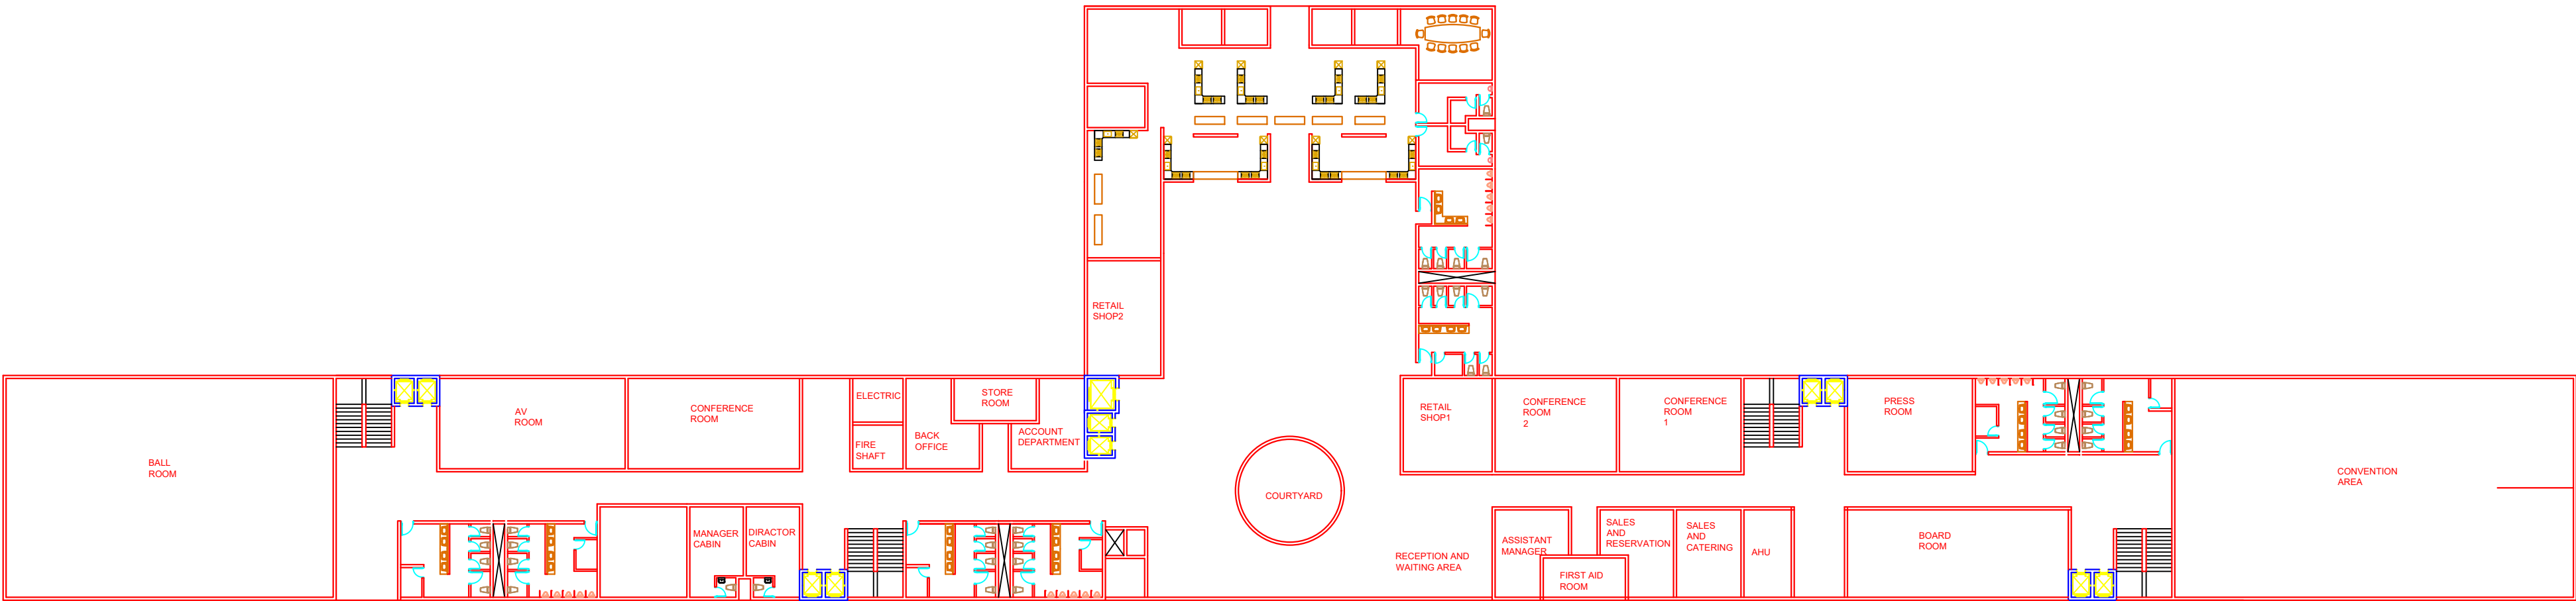 RETAIL
SHOP2
BALL
ROOM
AV
ROOM
CONFERENCE
ROOM
ELECTRIC
FIRE
SHAFT
BACK
OFFICE
STORE
ROOM
ACCOUNT
DEPARTMENT
RETAIL
SHOP1
CONFERENCE
ROOM
2
CONFERENCE
ROOM
1
PRESS
ROOM
CONVENTION
AREA
COURTYARD
MANAGER
CABIN
DIRACTOR
CABIN
RECEPTION AND
WAITING AREA
ASSISTANT
MANAGER
FIRST AID
ROOM
SALES
AND
RESERVATION
SALES
AND
CATERING
AHU
BOARD
ROOM